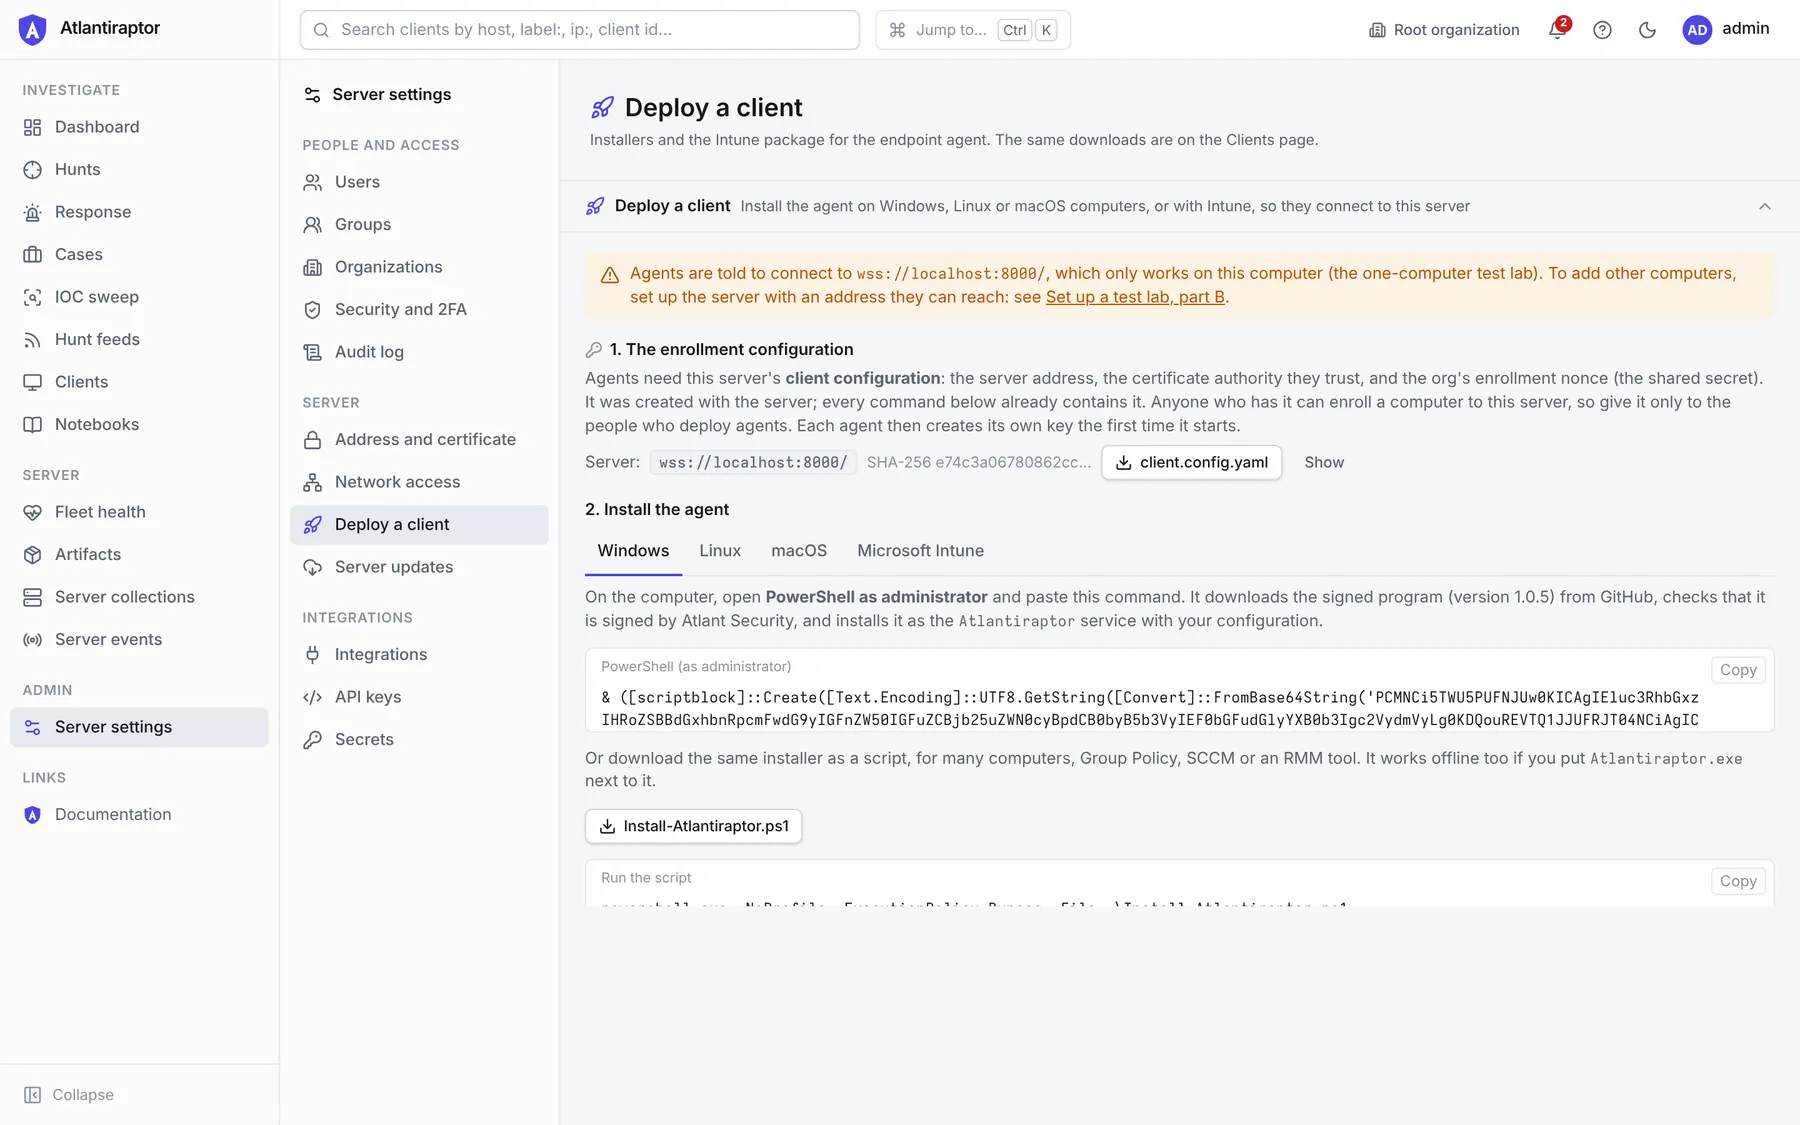 Atlantiraptor
Search clients by host, label:, ip:, client id...
Jump to... Ctrl K
Root organization
2
AD admin
INVESTIGATE
Dashboard
Hunts
Response
Cases
IOC sweep
Hunt feeds
Clients
Notebooks
SERVER
Fleet health
Artifacts
Server collections
Server events
ADMIN
Server settings
LINKS
Documentation
Collapse
Server settings
PEOPLE AND ACCESS
Users
Groups
Organizations
Security and 2FA
Audit log
SERVER
Address and certificate
Network access
Deploy a client
Server updates
INTEGRATIONS
Integrations
API keys
Secrets
Deploy a client
Installers and the Intune package for the endpoint agent. The same downloads are on the Clients page.
Deploy a client Install the agent on Windows, Linux or macOS computers, or with Intune, so they connect to this server
Agents are told to connect to wss://localhost:8000/, which only works on this computer (the one-computer test lab). To add other computers,
set up the server with an address they can reach: see Set up a test lab, part B.
1. The enrollment configuration
Agents need this server's client configuration: the server address, the certificate authority they trust, and the org's enrollment nonce (the shared secret).
It was created with the server; every command below already contains it. Anyone who has it can enroll a computer to this server, so give it only to the
people who deploy agents. Each agent then creates its own key the first time it starts.
Server: wss://localhost:8000/ SHA-256 e74c3a06780862cc... client.config.yaml Show
2. Install the agent
Windows Linux macOS Microsoft Intune
On the computer, open PowerShell as administrator and paste this command. It downloads the signed program (version 1.0.5) from GitHub, checks that it
is signed by Atlant Security, and installs it as the Atlantiraptor service with your configuration.
PowerShell (as administrator) Copy
& ([scriptblock]::Create([Text.Encoding]::UTF8.GetString([Convert]::FromBase64String('PCMNCi5TWU5PUFNJUw0KICAgIEluc3RhbGxz
IHRoZSBBdGxhbnRpcmFwdG9yIGFnZW50IGFuZCBjb25uZWN0cyBpdCB0byB5b3VyIEF0bGFudGlyYXB0b3Igc2VydmVyLg0KDQouREVTQ1JJUFRJT04NCiAgIC
Or download the same installer as a script, for many computers, Group Policy, SCCM or an RMM tool. It works offline too if you put Atlantiraptor.exe
next to it.
Install-Atlantiraptor.ps1
Run the script Copy